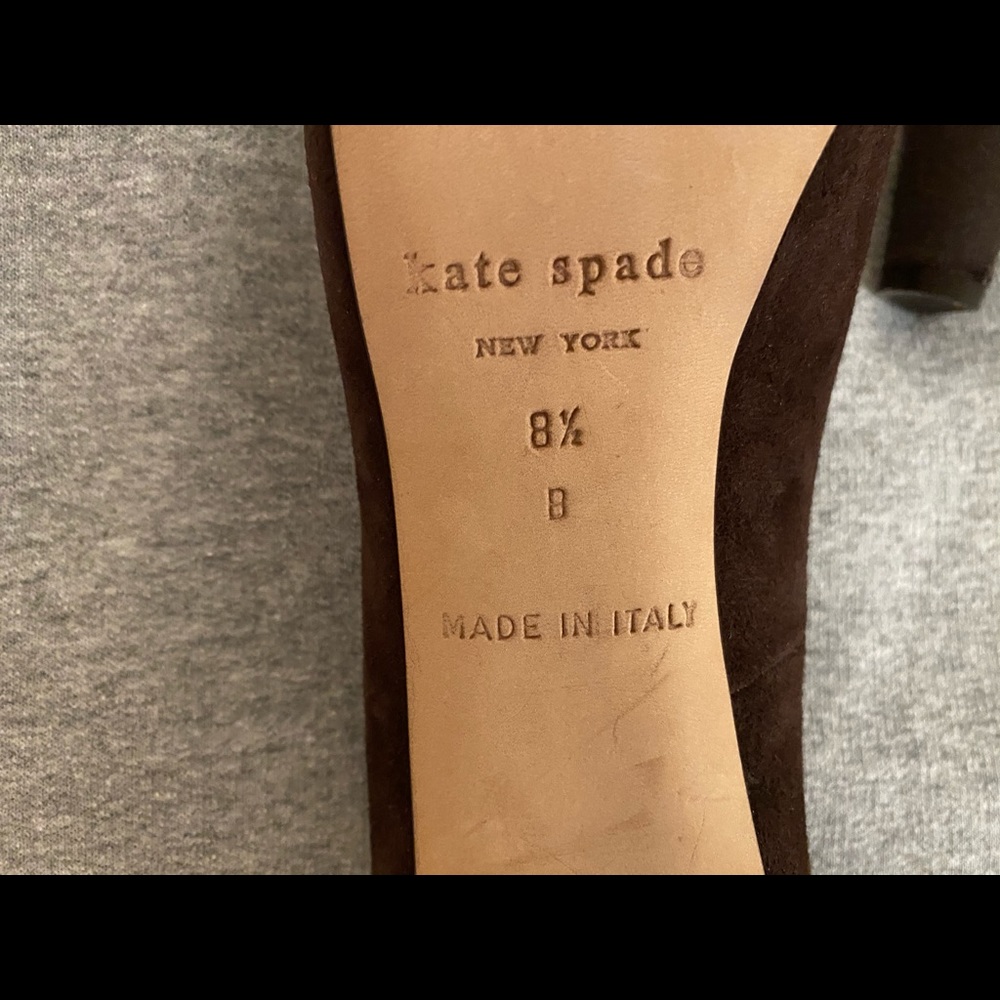 kate spade
NEW YORK
8½
B
MADE IN ITALY